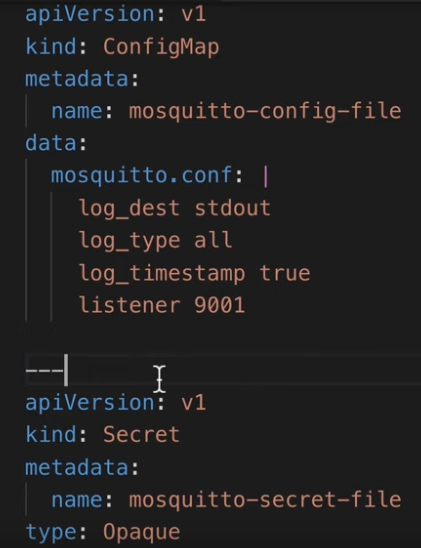 apiVersion: v1
kind: ConfigMap
metadata:
  name: mosquitto-config-file
data:
  mosquitto.conf: |
    log_dest stdout
    log_type all
    log_timestamp true
    listener 9001

---
apiVersion: v1
kind: Secret
metadata:
  name: mosquitto-secret-file
type: Opaque